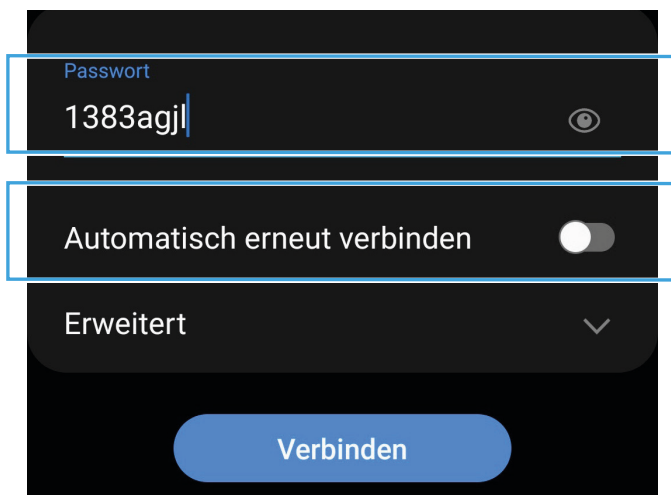 Passwort
1383agjl
Automatisch erneut verbinden
Erweitert
Verbinden